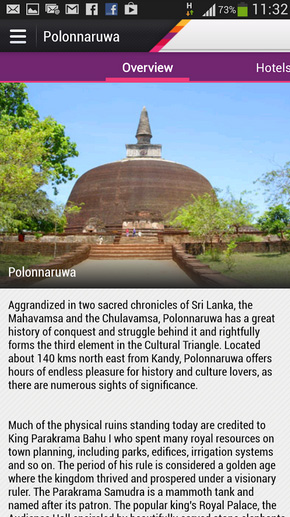 H 73% 11:32
Polonnaruwa
Overview Hotels
Polonnaruwa
Aggrandized in two sacred chronicles of Sri Lanka, the
Mahavamsa and the Chulavamsa, Polonnaruwa has a great
history of conquest and struggle behind it and rightfully
forms the third element in the Cultural Triangle. Located
about 140 kms north east from Kandy, Polonnaruwa offers
hours of endless pleasure for history and culture lovers, as
there are numerous sights of significance.
Much of the physical ruins standing today are credited to
King Parakrama Bahu I who spent many royal resources on
town planning, including parks, edifices, irrigation systems
and so on. The period of his rule is considered a golden age
where the kingdom thrived and prospered under a visionary
ruler. The Parakrama Samudra is a mammoth tank and
named after its patron. The popular king's Royal Palace, the